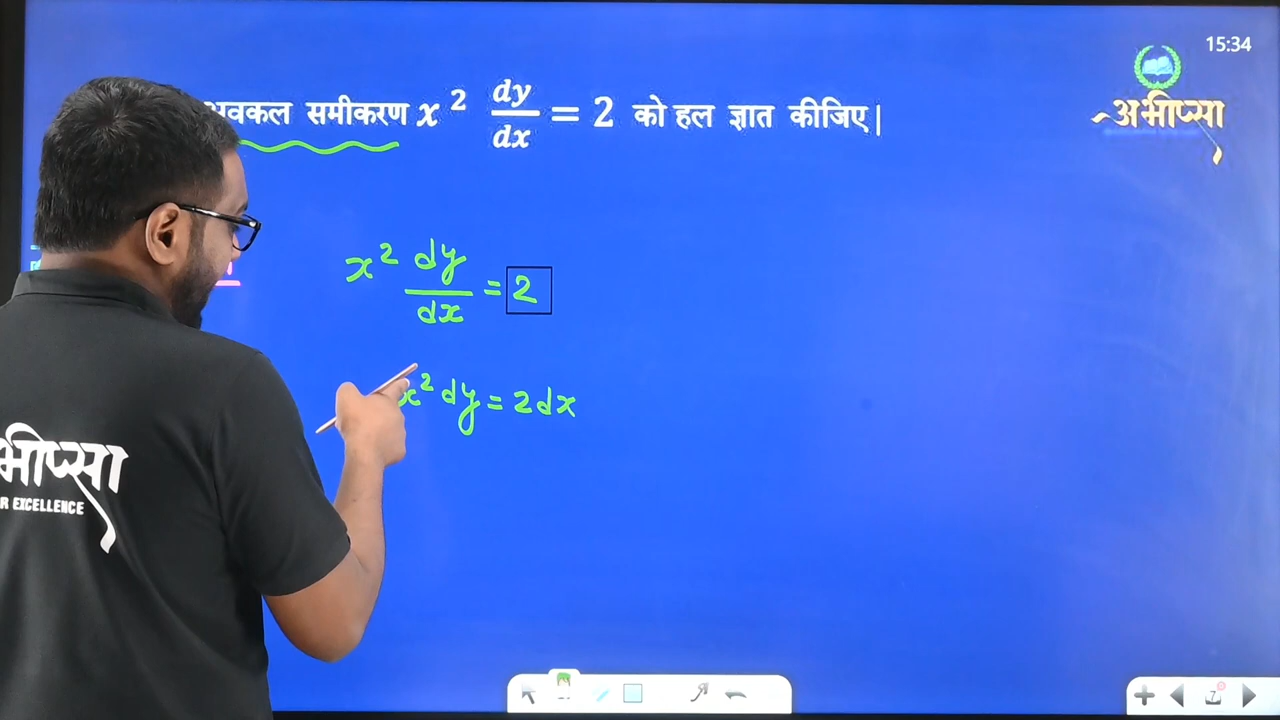 15:34
अवकल समीकरण x² dy/dx = 2 को हल ज्ञात कीजिए|
अभीप्सा
x² dy/dx = 2
x² dy = 2dx
भीप्सा
R EXCELLENCE
7